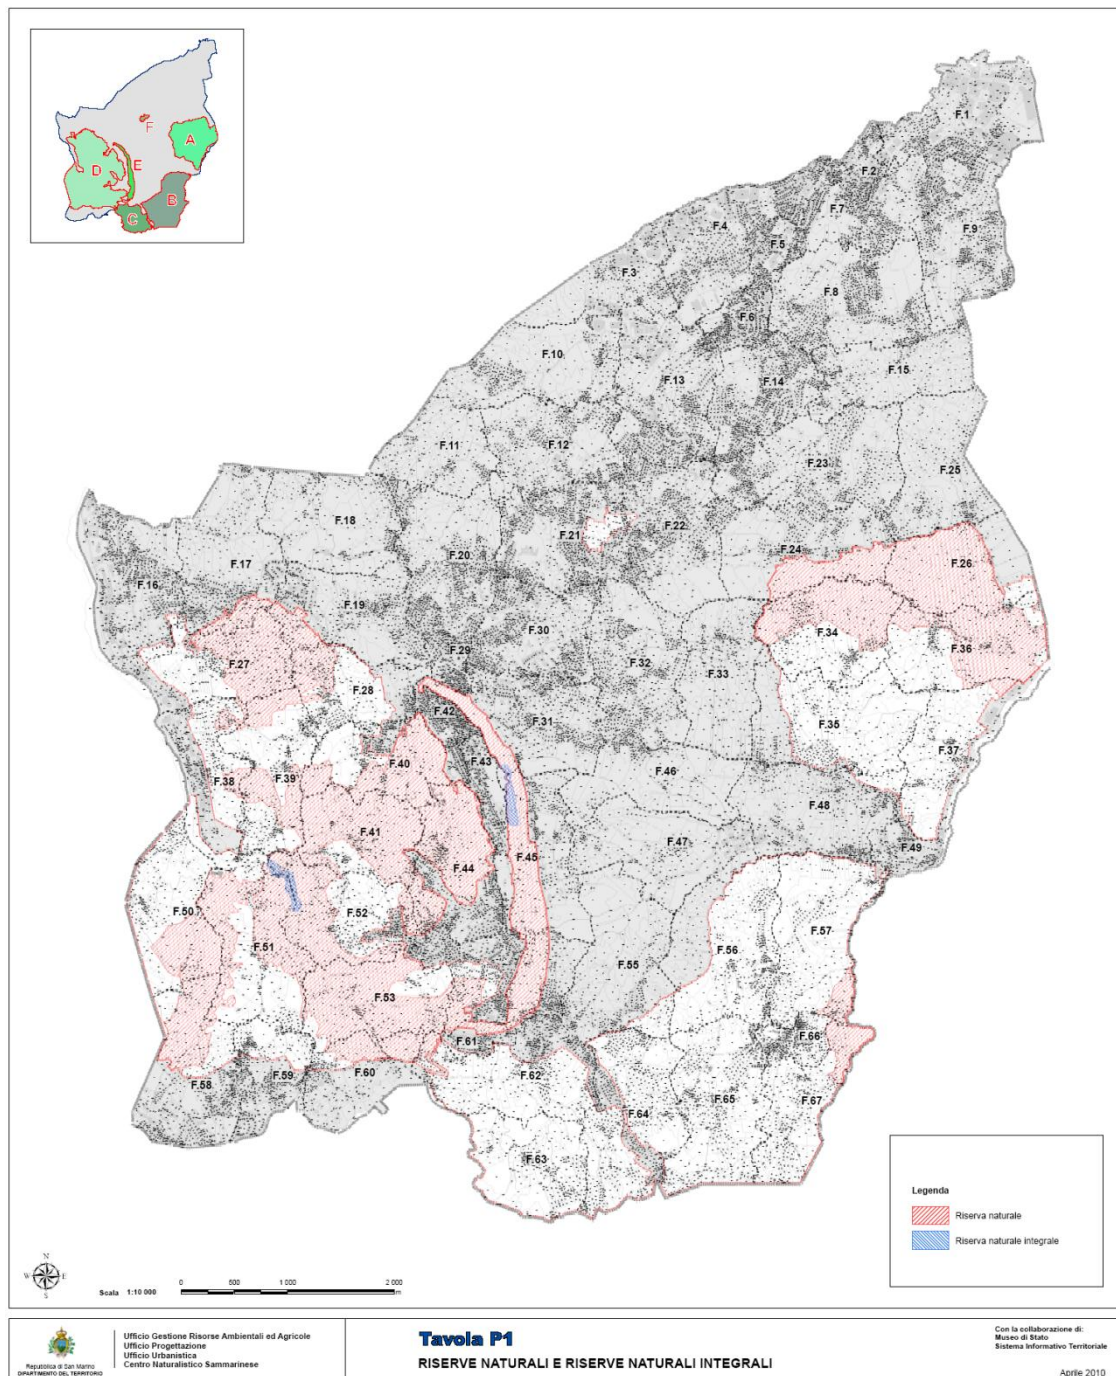 A
B
C
D
E
F
F.1
F.2
F.7
F.4
F.5
F.9
F.3
F.8
F.6
F.10
F.13
F.14
F.15
F.11
F.12
F.23
F.25
F.18
F.21
F.22
F.24
F.17
F.20
F.16
F.26
F.19
F.30
F.34
F.29
F.32
F.36
F.27
F.28
F.33
F.42
F.31
F.35
F.37
F.43
F.40
F.46
F.38
F.39
F.48
F.41
F.47
F.49
F.45
F.44
F.50
F.52
F.51
F.57
F.56
F.55
F.53
F.66
F.61
F.62
F.60
F.59
F.58
F.65
F.67
F.64
F.63
Legenda
Riserva naturale
Riserva naturale integrale
N
W E
S
Scala 1:10 000
0 500 1 000 2 000
m
Repubblica di San Marino
DIPARTIMENTO DEL TERRITORIO
Ufficio Gestione Risorse Ambientali ed Agricole
Ufficio Progettazione
Ufficio Urbanistica
Centro Naturalistico Sammarinese
Tavola P1
RISERVE NATURALI E RISERVE NATURALI INTEGRALI
Con la collaborazione di:
Museo di Stato
Sistema Informativo Territoriale
Aprile 2010